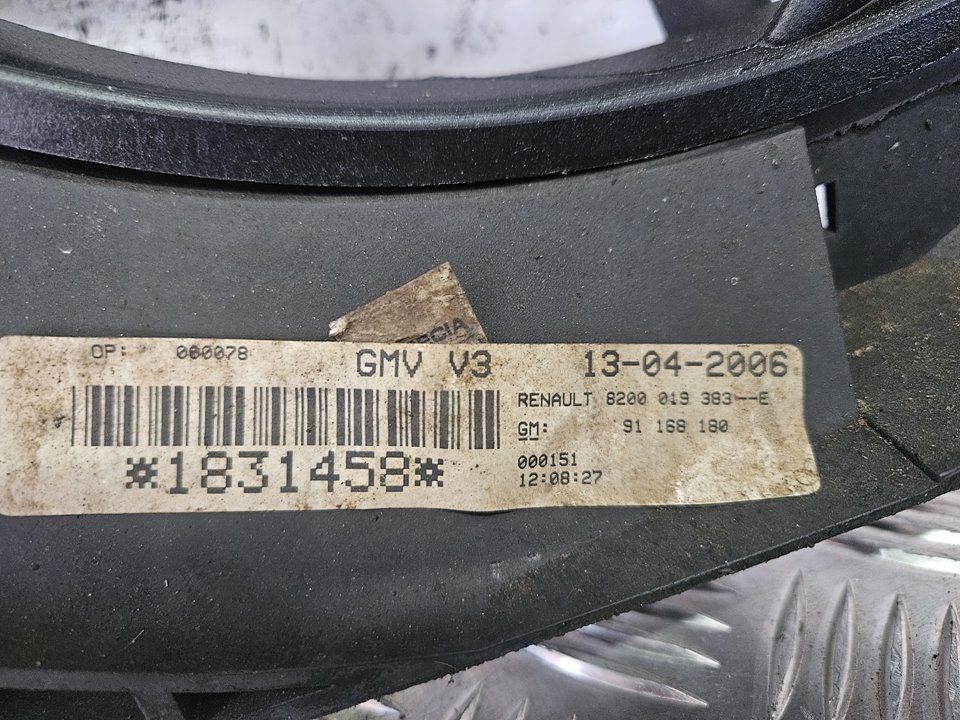 OP: 060078
GMV V3
13-04-2006
RENAULT 8200 019 383--E
GM: 91 168 180
*1831458*
000151
12:08:27